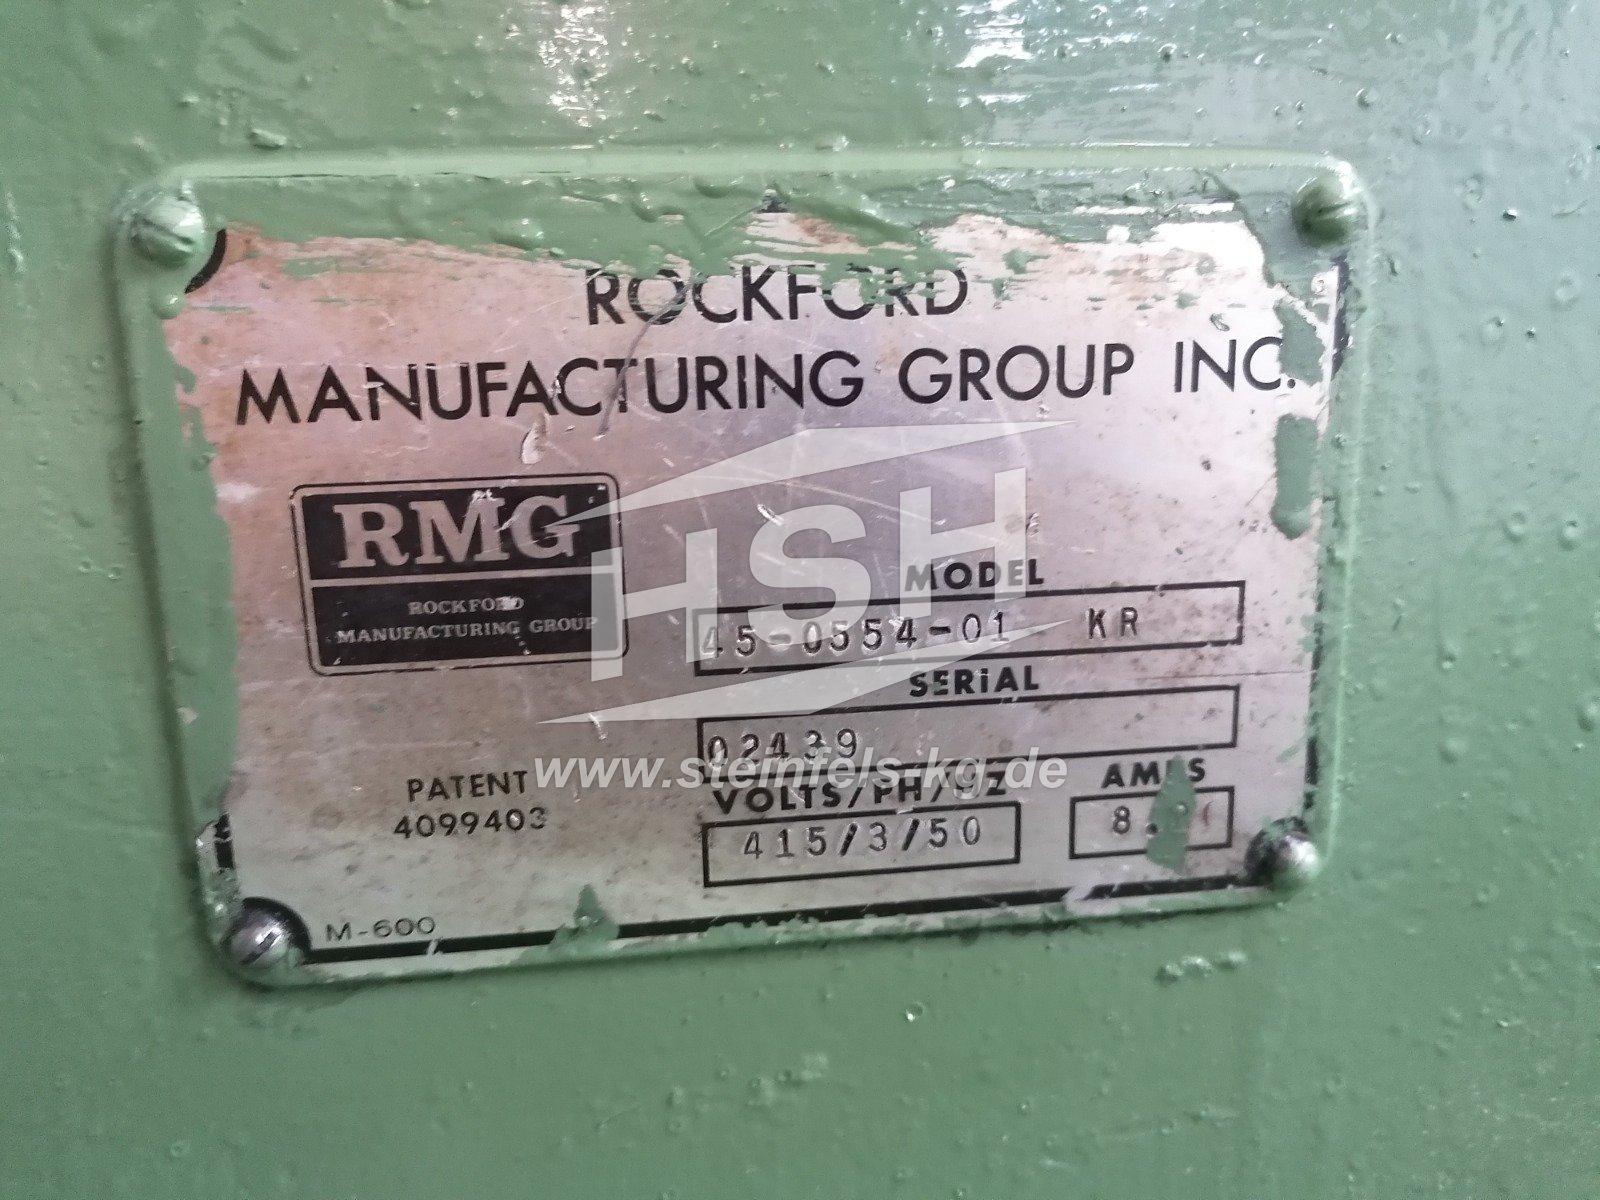 ROCKFORD
MANUFACTURING GROUP INC.
RMG
ROCKFORD
MANUFACTURING GROUP
HSH
MODEL
45-0554-01 KR
SERIAL
02439
www.steinfels-kg.de
PATENT
4099403
VOLTS/PH/HZ
AMPS
415/3/50
M-600